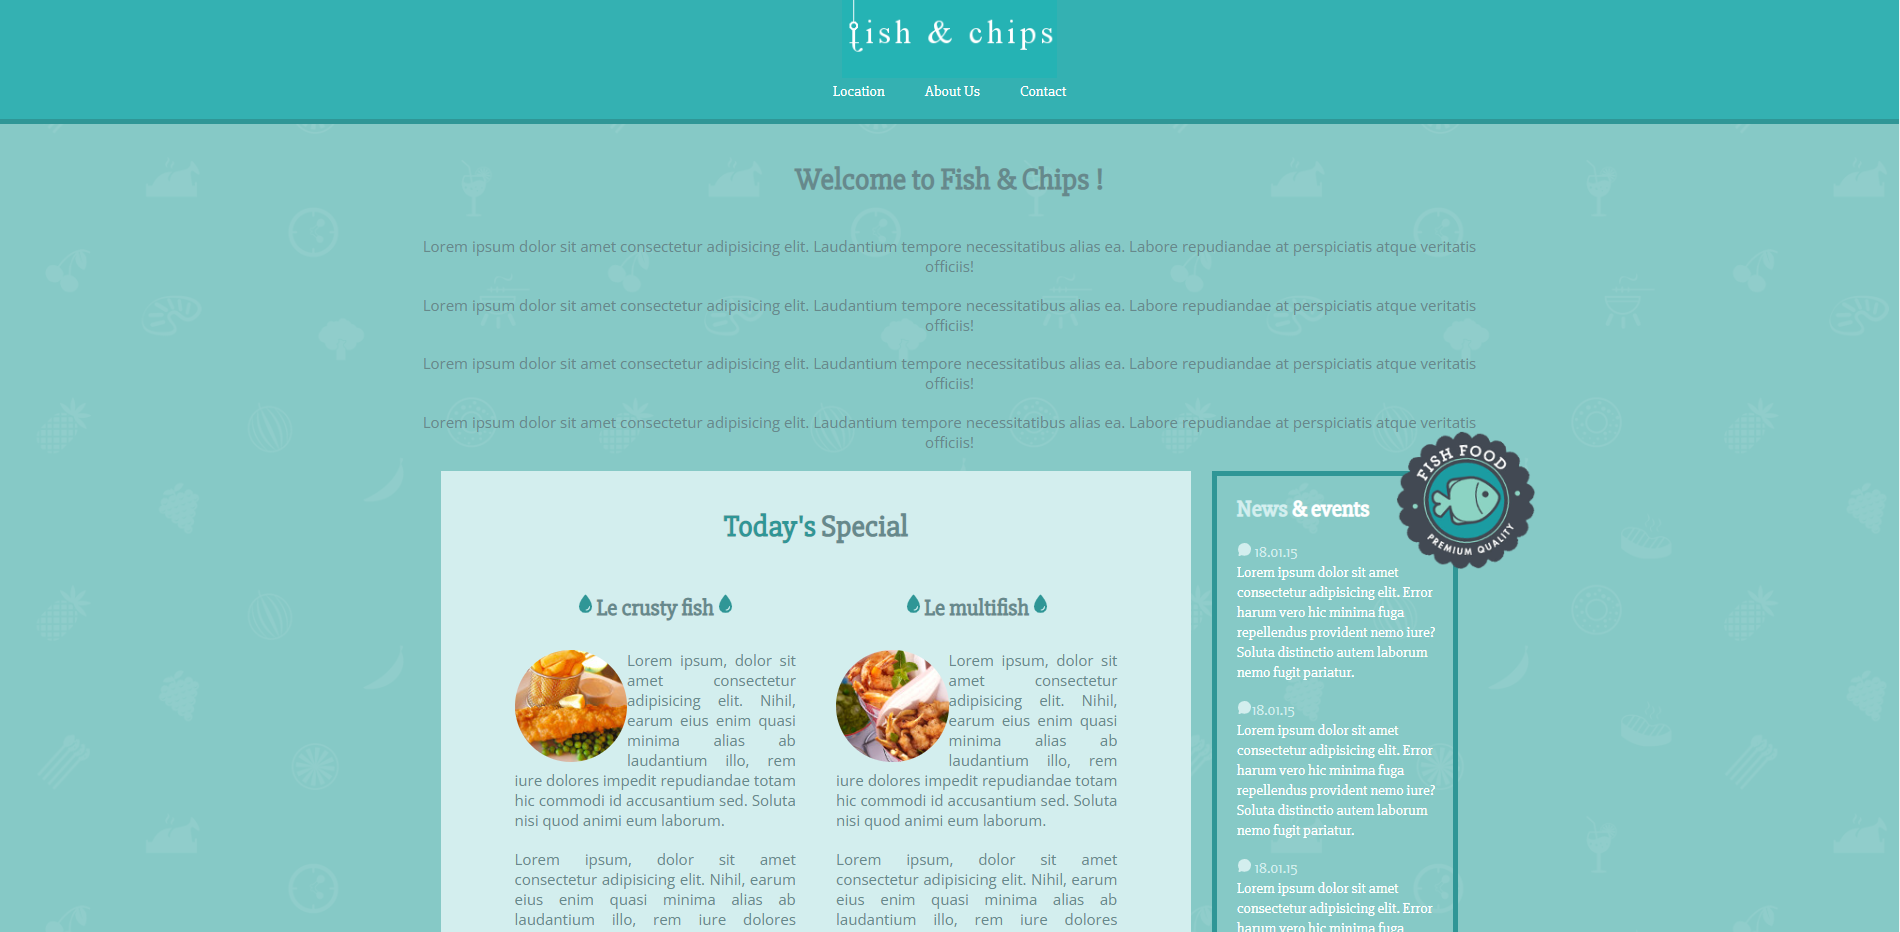 fish & chips
Location About Us Contact
Welcome to Fish & Chips !
Lorem ipsum dolor sit amet consectetur adipisicing elit. Laudantium tempore necessitatibus alias ea. Labore repudiandae at perspiciatis atque veritatis
officiis!
Lorem ipsum dolor sit amet consectetur adipisicing elit. Laudantium tempore necessitatibus alias ea. Labore repudiandae at perspiciatis atque veritatis
officiis!
Lorem ipsum dolor sit amet consectetur adipisicing elit. Laudantium tempore necessitatibus alias ea. Labore repudiandae at perspiciatis atque veritatis
officiis!
Lorem ipsum dolor sit amet consectetur adipisicing elit. Laudantium tempore necessitatibus alias ea. Labore repudiandae at perspiciatis atque veritatis
officiis!
Today's Special
Le crusty fish
Lorem ipsum, dolor sit
amet consectetur
adipisicing elit. Nihil,
earum eius enim quasi
minima alias ab
laudantium illo, rem
iure dolores impedit repudiandae totam
hic commodi id accusantium sed. Soluta
nisi quod animi eum laborum.
Lorem ipsum, dolor sit amet
consectetur adipisicing elit. Nihil, earum
eius enim quasi minima alias ab
laudantium illo, rem iure dolores
Le multifish
Lorem ipsum, dolor sit
amet consectetur
adipisicing elit. Nihil,
earum eius enim quasi
minima alias ab
laudantium illo, rem
iure dolores impedit repudiandae totam
hic commodi id accusantium sed. Soluta
nisi quod animi eum laborum.
Lorem ipsum, dolor sit amet
consectetur adipisicing elit. Nihil, earum
eius enim quasi minima alias ab
laudantium illo, rem iure dolores
FISH FOOD
PREMIUM QUALITY
News & events
18.01.15
Lorem ipsum dolor sit amet
consectetur adipisicing elit. Error
harum vero hic minima fuga
repellendus provident nemo iure?
Soluta distinctio autem laborum
nemo fugit pariatur.
18.01.15
Lorem ipsum dolor sit amet
consectetur adipisicing elit. Error
harum vero hic minima fuga
repellendus provident nemo iure?
Soluta distinctio autem laborum
nemo fugit pariatur.
18.01.15
Lorem ipsum dolor sit amet
consectetur adipisicing elit. Error
harum vero hic minima fuga